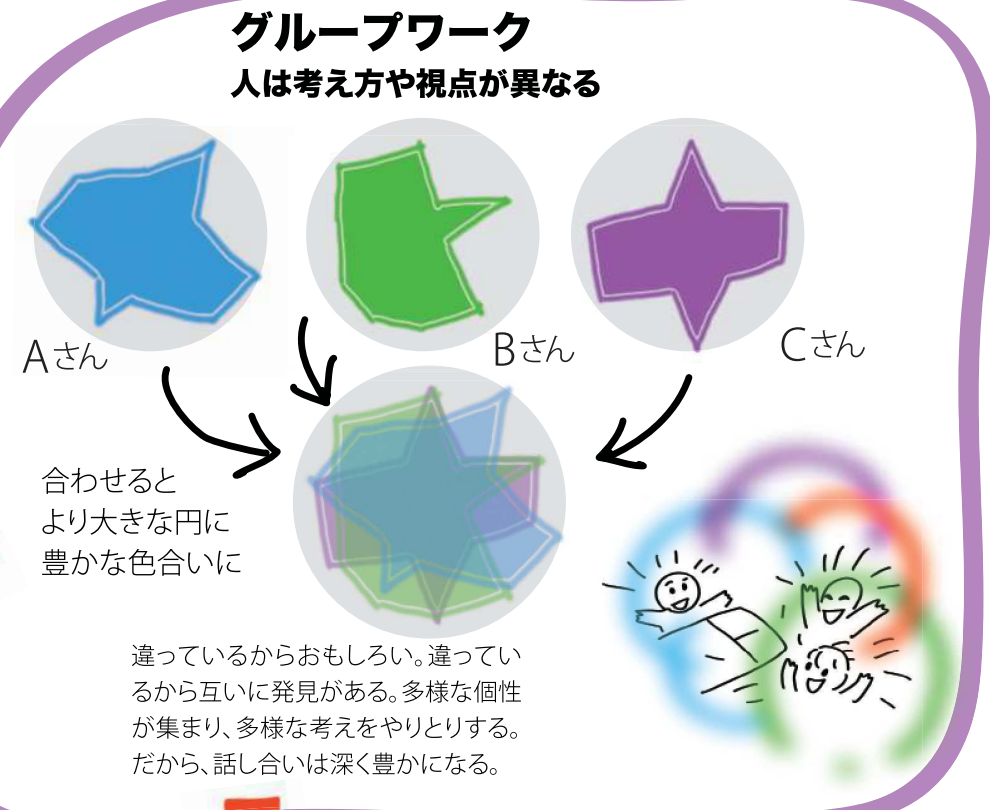 グループワーク
人は考え方や視点が異なる
Aさん
Bさん
Cさん
合わせると
より大きな円に
豊かな色合いに
違っているからおもしろい。違ってい
るから互いに発見がある。多様な個性
が集まり、多様な考えをやりとりする。
だから、話し合いは深く豊かになる。